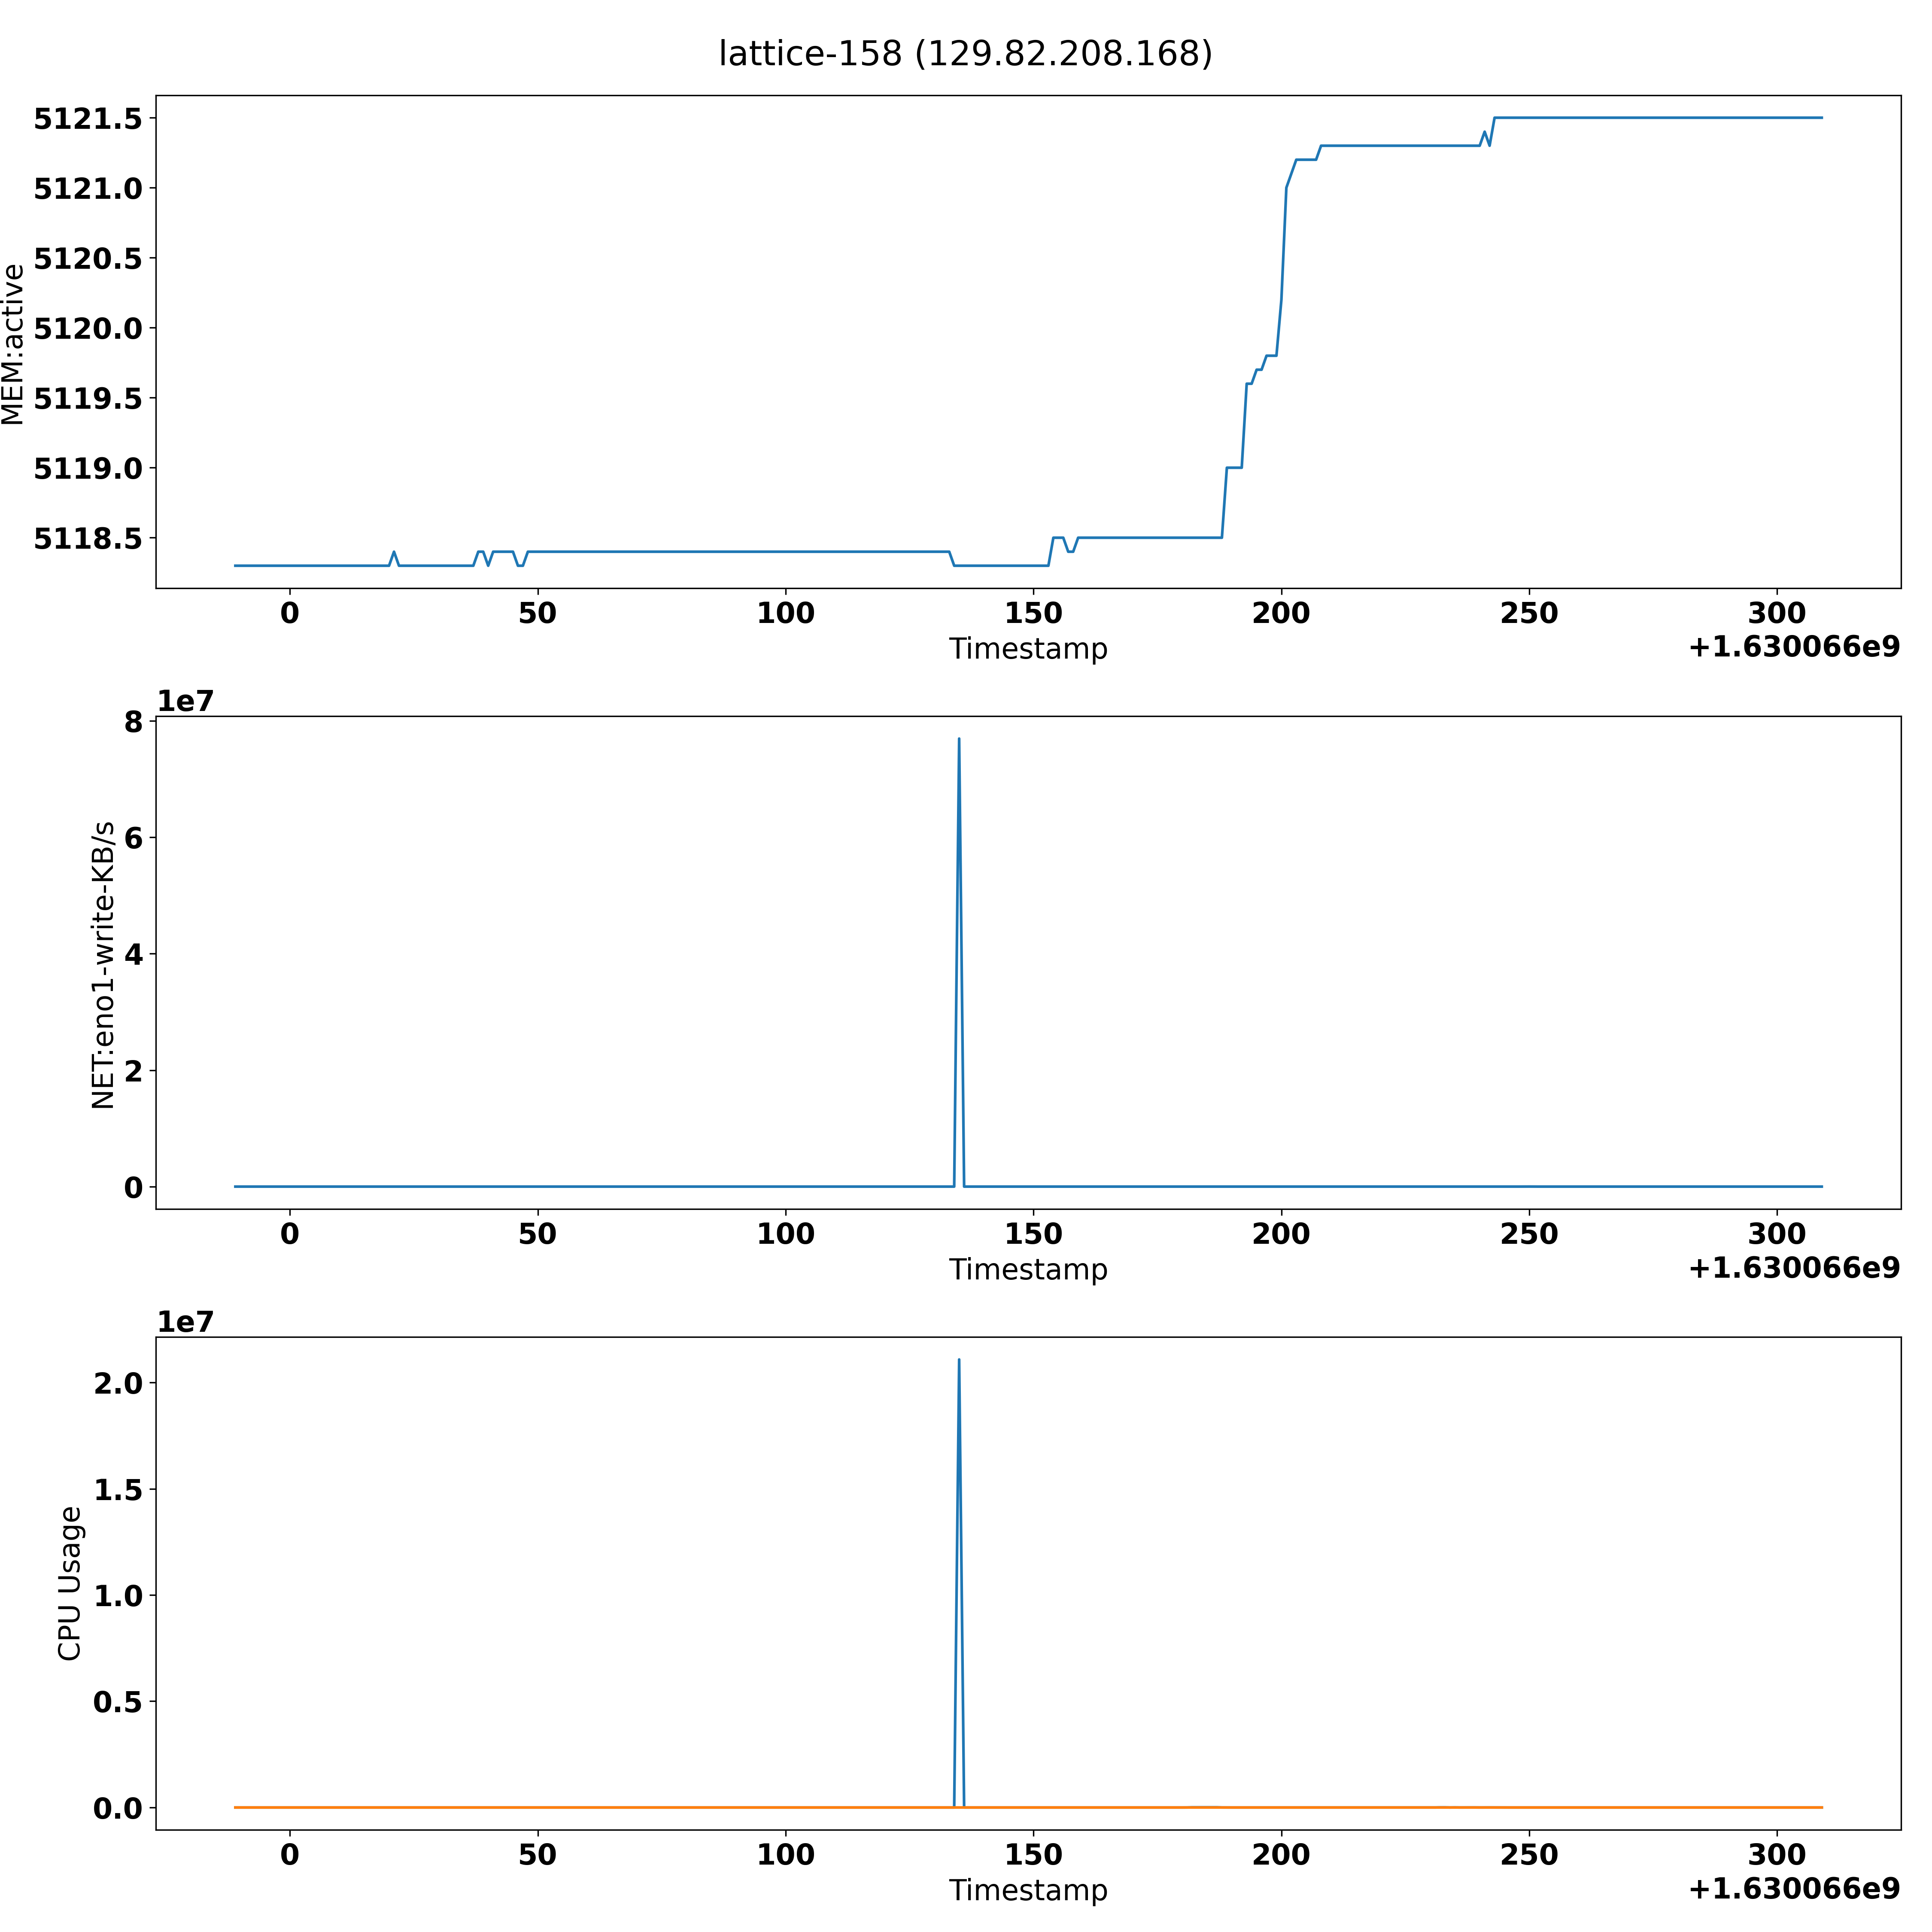 lattice-158 (129.82.208.168)
5121.5
5121.0
5120.5
5120.0
5119.5
5119.0
5118.5
MEM:active
0 50 100 150 200 250 300
Timestamp
+1.630066e9
1e7
8
6
4
2
0
NET:eno1-write-KB/s
0 50 100 150 200 250 300
Timestamp
+1.630066e9
1e7
2.0
1.5
1.0
0.5
0.0
CPU Usage
0 50 100 150 200 250 300
Timestamp
+1.630066e9